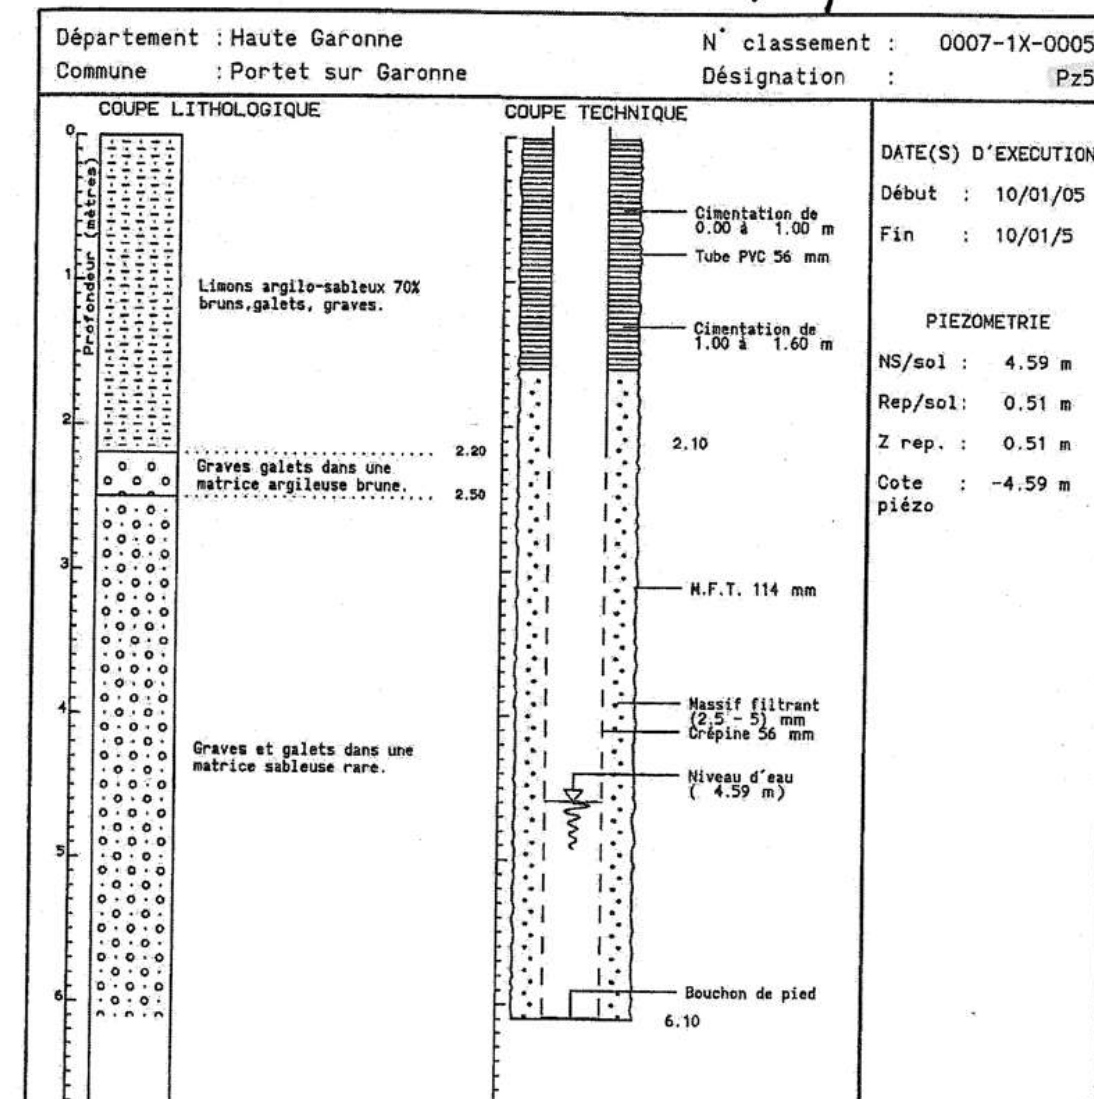 Département : Haute Garonne
N° classement : 0007-1X-0005
Commune : Portet sur Garonne
Désignation : Pz5
COUPE LITHOLOGIQUE
COUPE TECHNIQUE
DATE(S) D'EXECUTION
Début : 10/01/05
Fin : 10/01/5
PIEZOMETRIE
NS/sol : 4.59 m
Rep/sol: 0.51 m
Z rep. : 0.51 m
Cote : -4.59 m
piézo
Profondeur (mètres)
0
1
2
3
4
5
6
Limons argilo-sableux 70%
bruns,galets, graves.
2.20
Graves galets dans une
matrice argileuse brune.
2.50
Graves et galets dans une
matrice sableuse rare.
Cimentation de
0.00 à 1.00 m
Tube PVC 56 mm
Cimentation de
1.00 à 1.60 m
2.10
M.F.T. 114 mm
Massif filtrant
(2.5 - 5) mm
Crépine 56 mm
Niveau d'eau
( 4.59 m)
Bouchon de pied
6.10